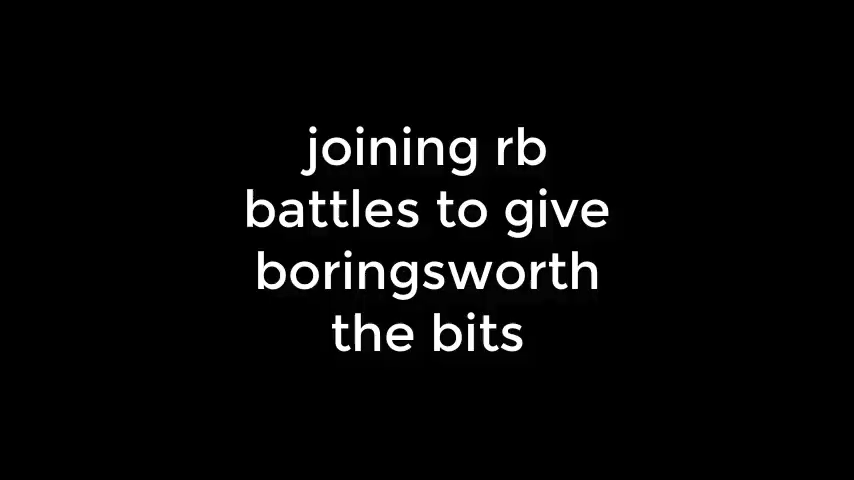 joining rb
battles to give
boringsworth
the bits